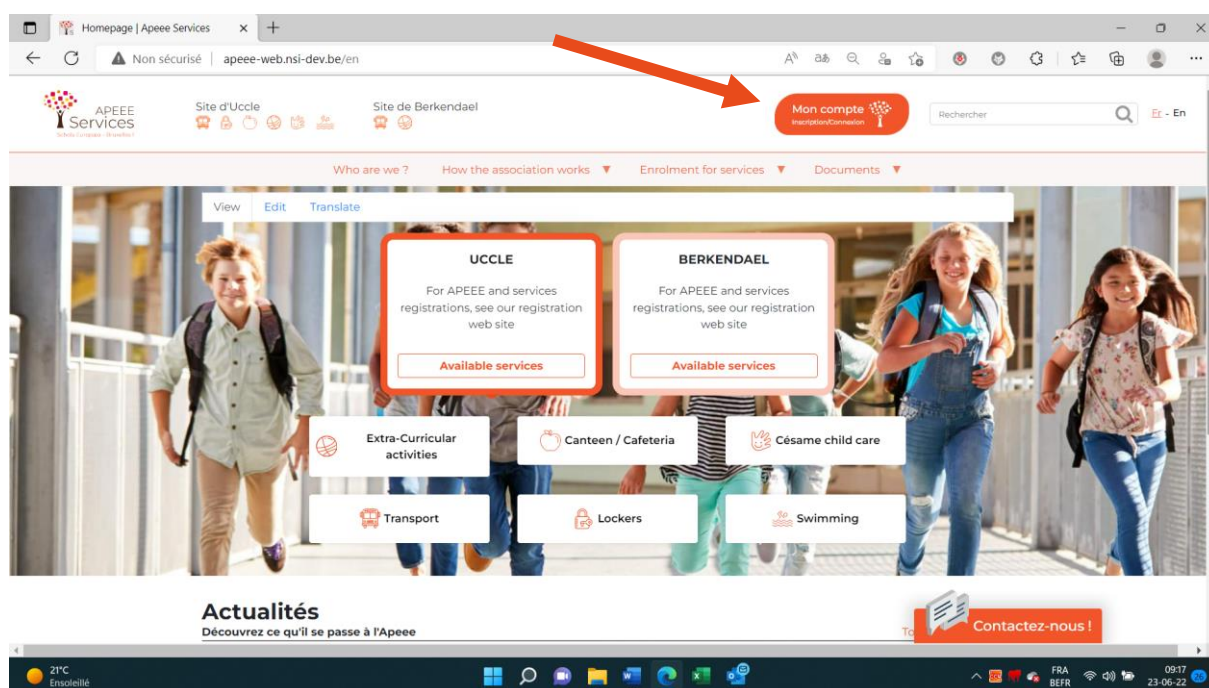 Homepage | Apeee Services
Non sécurisé | apeee-web.nsi-dev.be/en
APEEE
Services
Site d'Uccle
Site de Berkendael
Mon compte
Inscription/Connexion
Rechercher
Fr - En
Who are we ? How the association works ▼ Enrolment for services ▼ Documents ▼
View Edit Translate
UCCLE
For APEEE and services
registrations, see our registration
web site
Available services
BERKENDAEL
For APEEE and services
registrations, see our registration
web site
Available services
Extra-Curricular
activities
Canteen / Cafeteria
Césame child care
Transport
Lockers
Swimming
Actualités
Découvrez ce qu'il se passe à l'Apeee
Contactez-nous !
21°C
Ensoleillé
FRA
BEFR
09:17
23-06-22
26